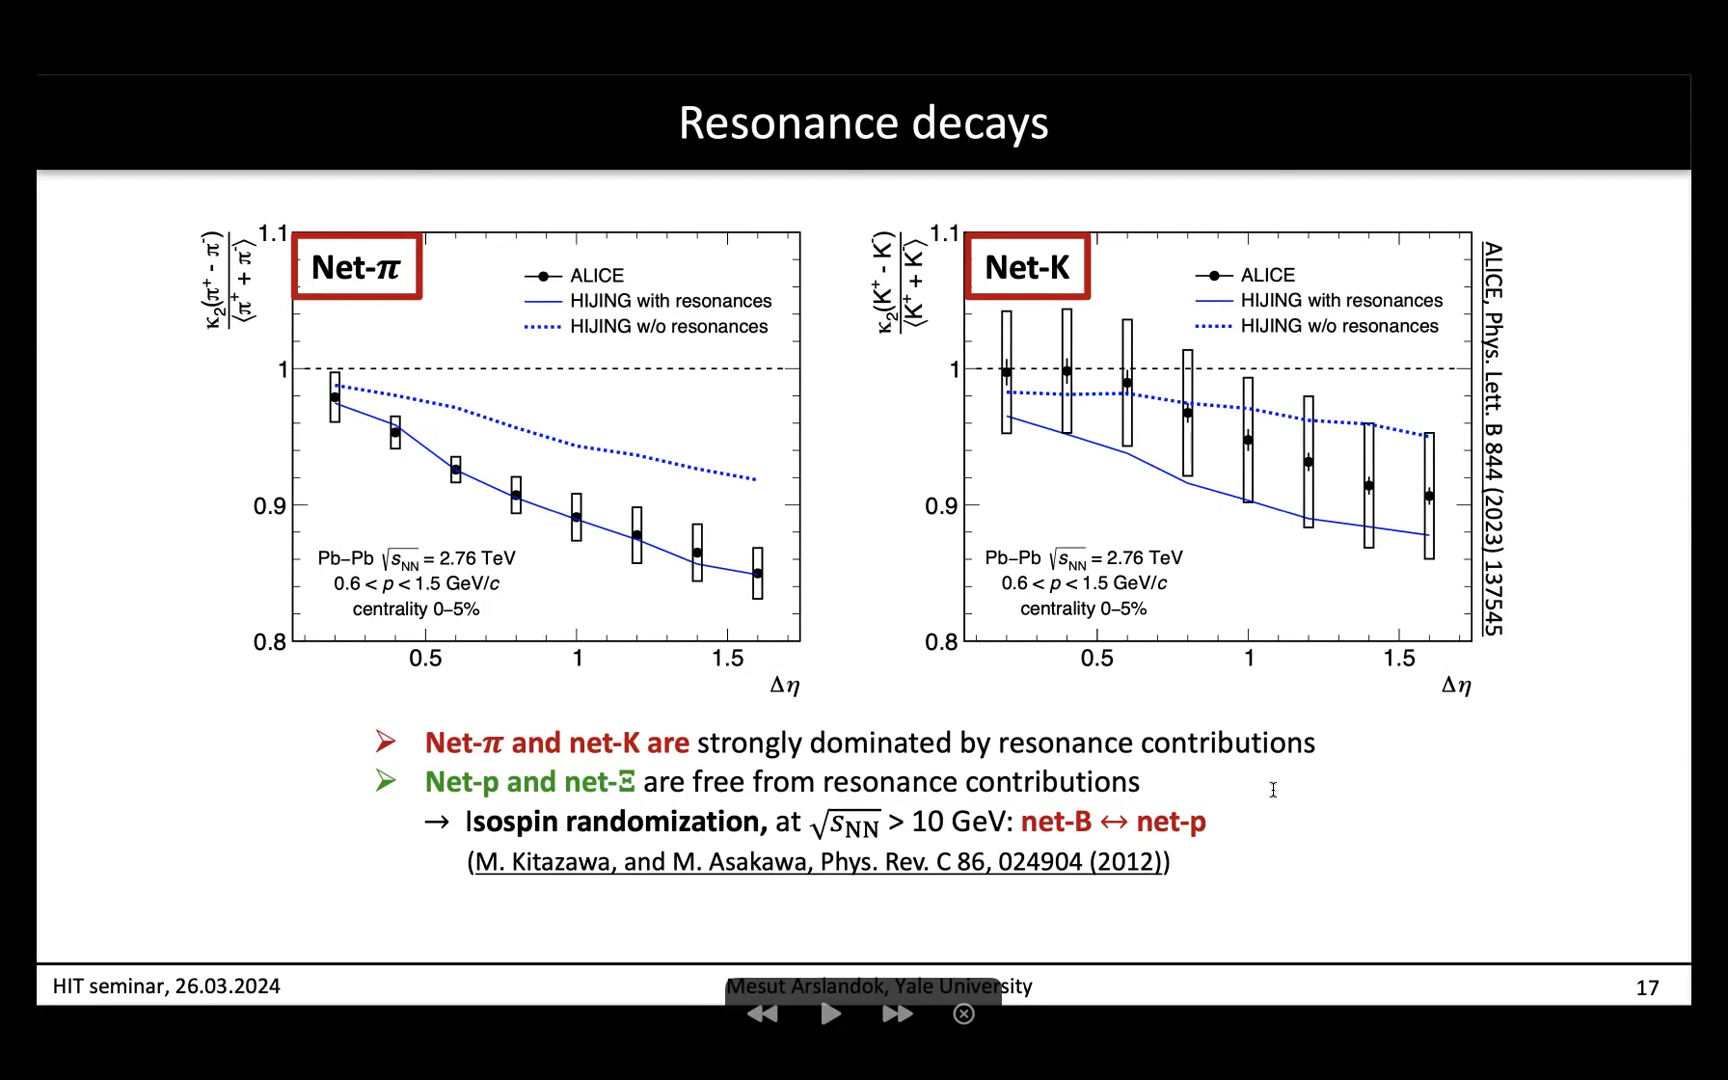 Resonance decays
κ2(π+ - π-)
⟨π+ + π-⟩
1.1
1
0.9
0.8
Net-π
ALICE
HIJING with resonances
HIJING w/o resonances
Pb–Pb √sNN = 2.76 TeV
0.6 < p < 1.5 GeV/c
centrality 0–5%
0.5
1
1.5
Δη
κ2(K+ - K-)
⟨K+ + K-⟩
1.1
1
0.9
0.8
Net-K
ALICE
HIJING with resonances
HIJING w/o resonances
Pb–Pb √sNN = 2.76 TeV
0.6 < p < 1.5 GeV/c
centrality 0–5%
0.5
1
1.5
Δη
ALICE, Phys. Lett. B 844 (2023) 137545
➢ Net-π and net-K are strongly dominated by resonance contributions
➢ Net-p and net-Ξ are free from resonance contributions
→ Isospin randomization, at √sNN > 10 GeV: net-B ↔ net-p
(M. Kitazawa, and M. Asakawa, Phys. Rev. C 86, 024904 (2012))
HIT seminar, 26.03.2024
Mesut Arslandok, Yale University
17